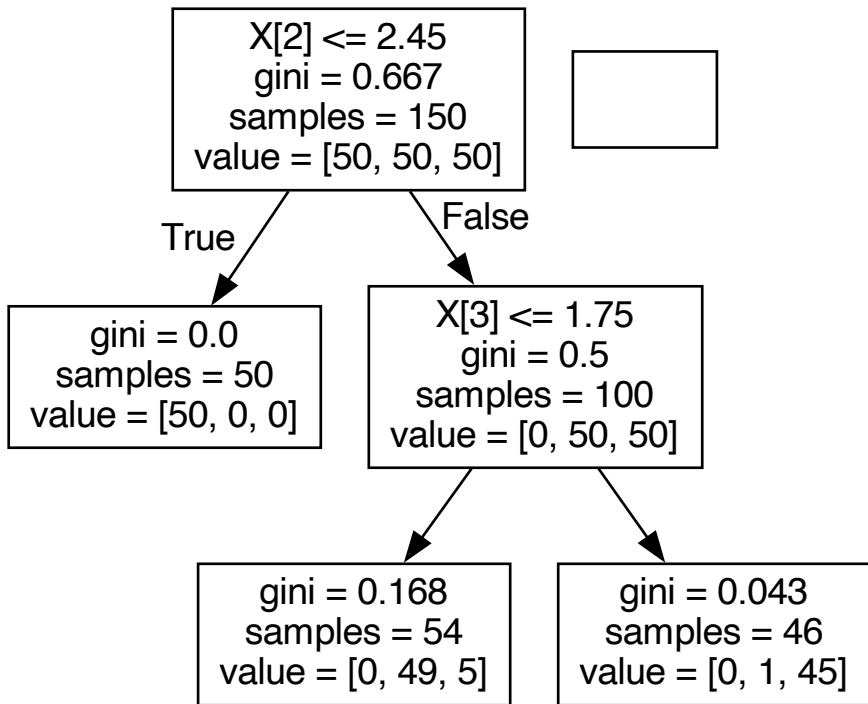 X[2] <= 2.45
gini = 0.667
samples = 150
value = [50, 50, 50]
True
False
gini = 0.0
samples = 50
value = [50, 0, 0]
X[3] <= 1.75
gini = 0.5
samples = 100
value = [0, 50, 50]
gini = 0.168
samples = 54
value = [0, 49, 5]
gini = 0.043
samples = 46
value = [0, 1, 45]